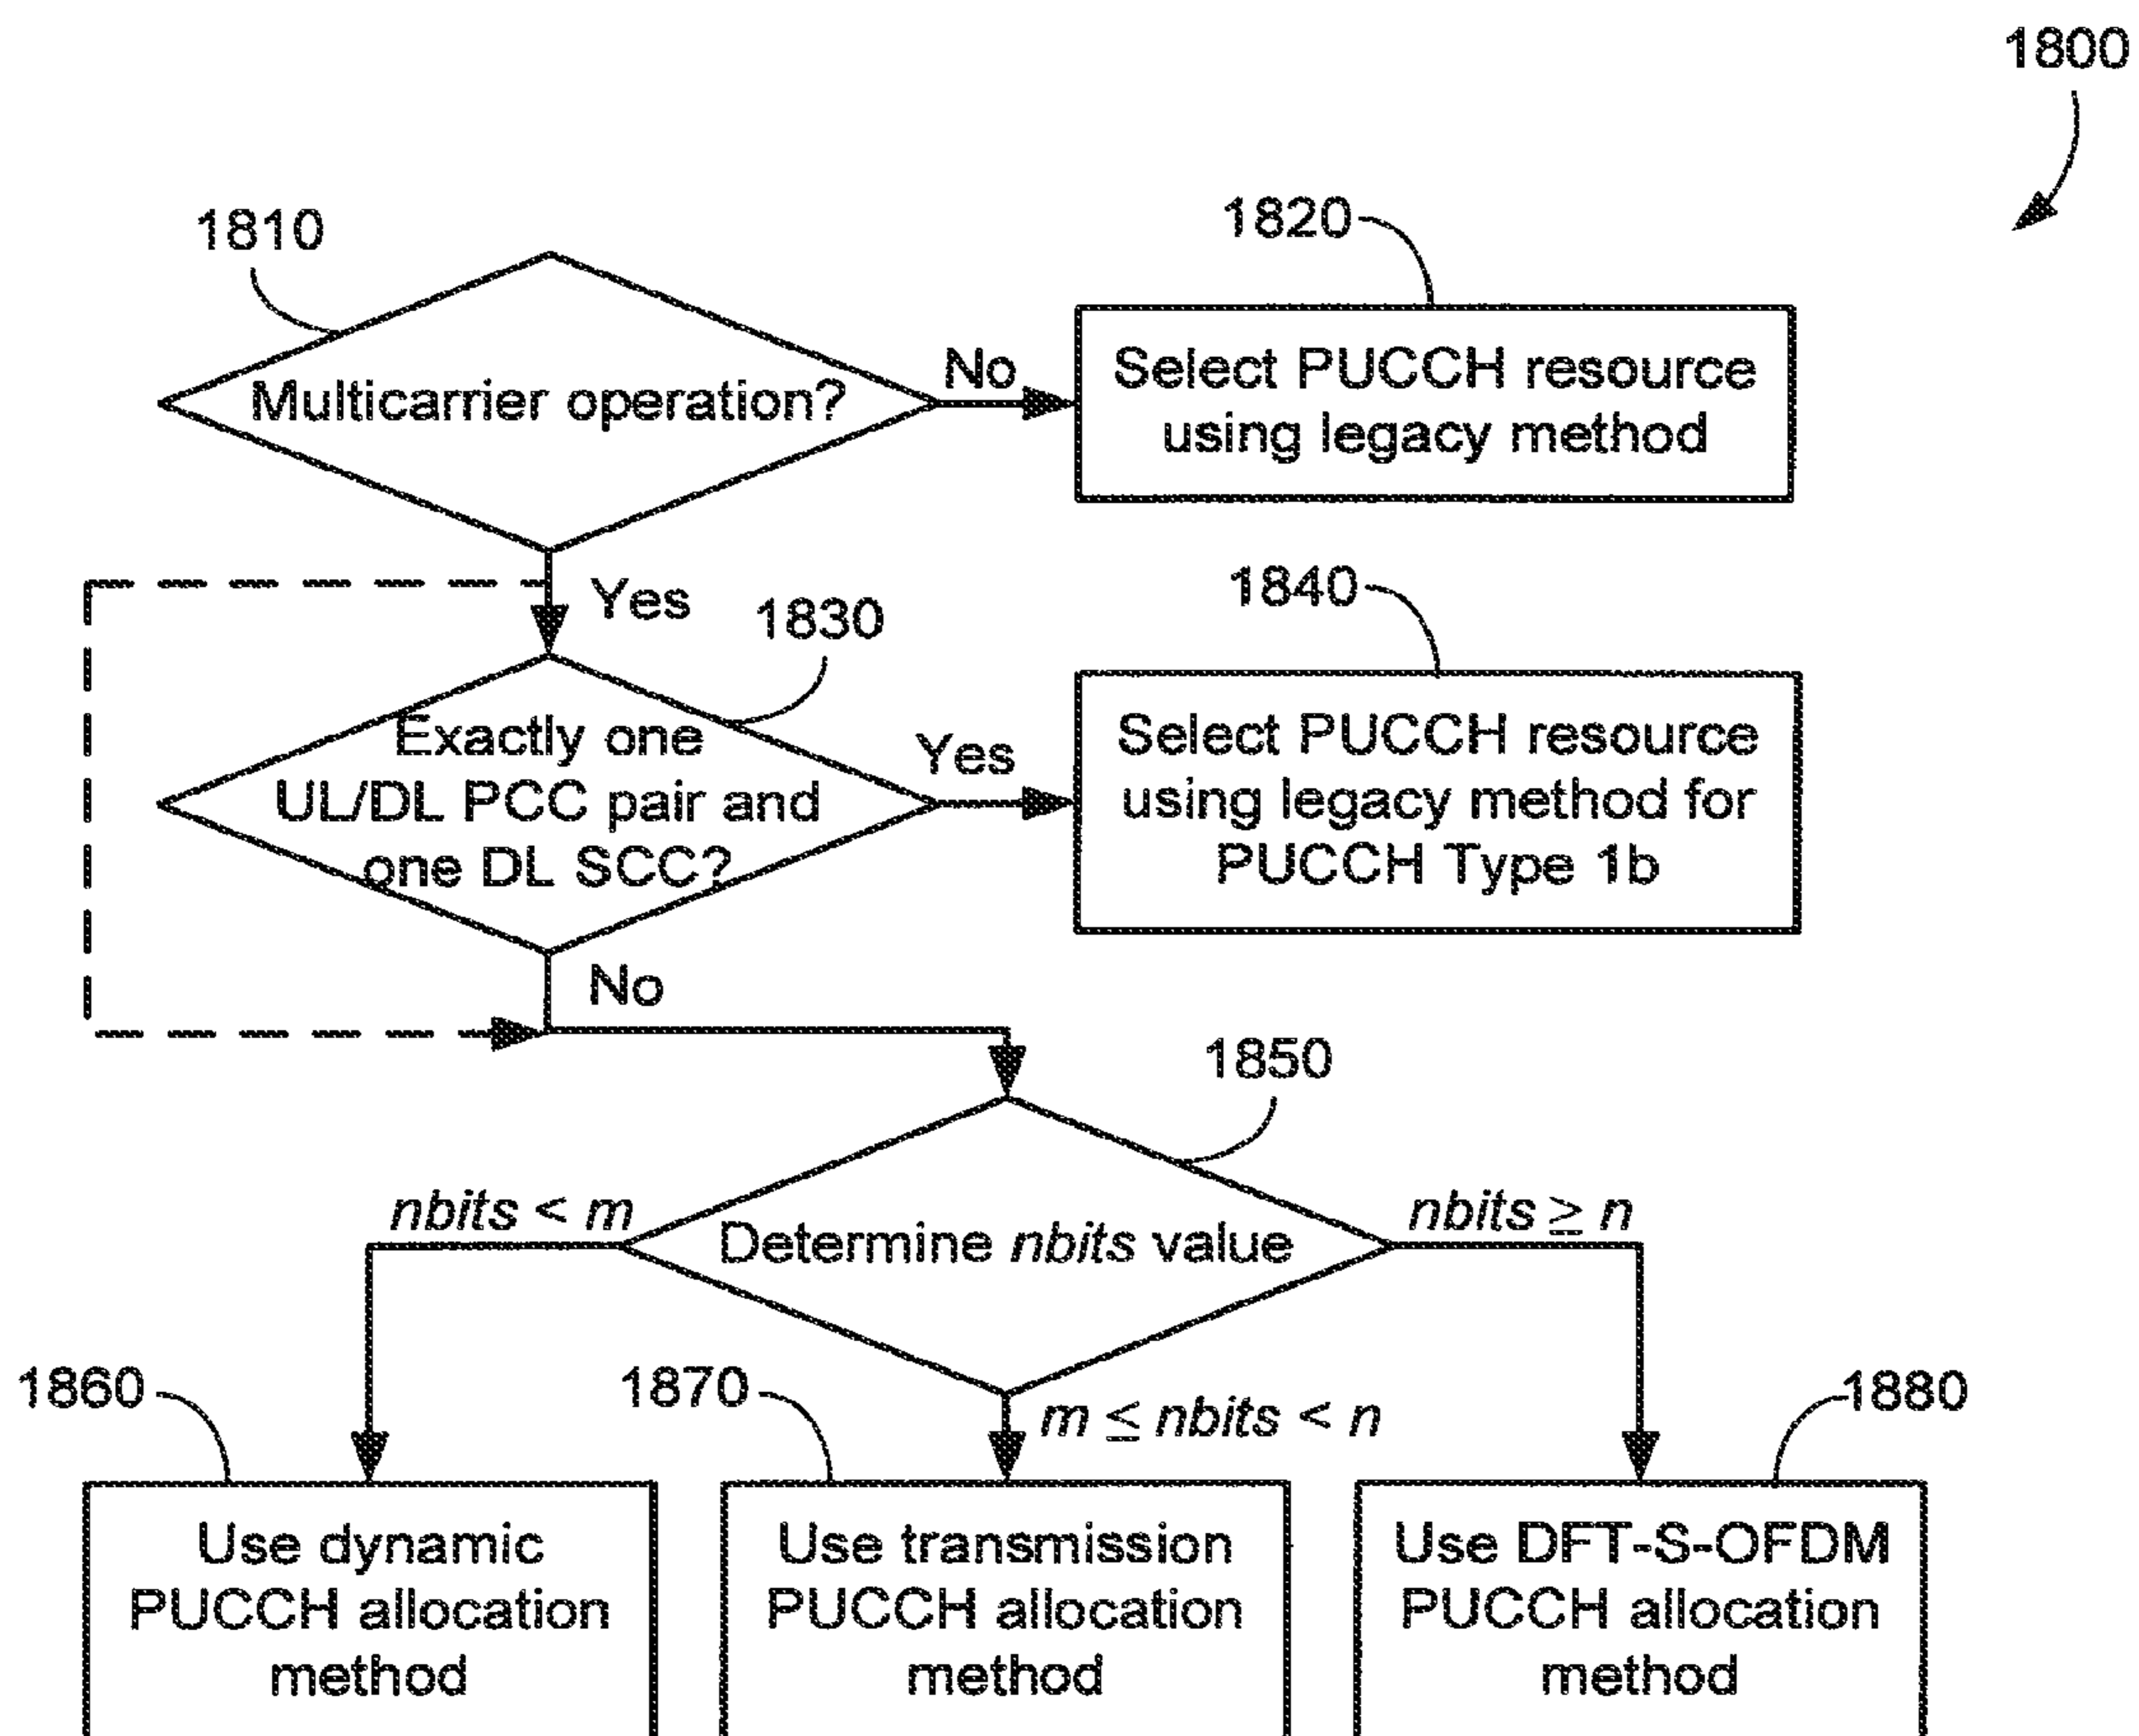 1800
1810
1820
Multicarrier operation?
No
Select PUCCH resource
using legacy method
Yes
1830
1840
Exactly one
UL/DL PCC pair and
one DL SCC?
Yes
Select PUCCH resource
using legacy method for
PUCCH Type 1b
No
1850
nbits < m
Determine nbits value
nbits ≥ n
m ≤ nbits < n
1860
1870
1880
Use dynamic
PUCCH allocation
method
Use transmission
PUCCH allocation
method
Use DFT-S-OFDM
PUCCH allocation
method